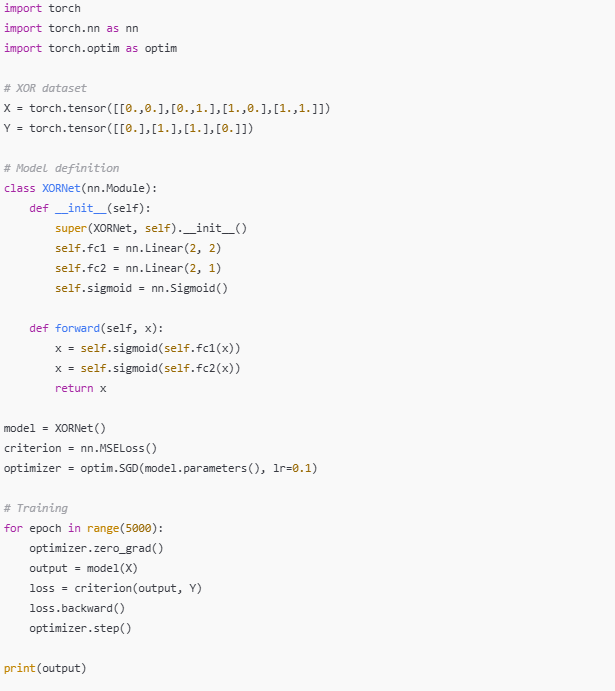 import torch
import torch.nn as nn
import torch.optim as optim

# XOR dataset
X = torch.tensor([[0.,0.],[0.,1.],[1.,0.],[1.,1.]])
Y = torch.tensor([[0.],[1.],[1.],[0.]])

# Model definition
class XORNet(nn.Module):
    def __init__(self):
        super(XORNet, self).__init__()
        self.fc1 = nn.Linear(2, 2)
        self.fc2 = nn.Linear(2, 1)
        self.sigmoid = nn.Sigmoid()

    def forward(self, x):
        x = self.sigmoid(self.fc1(x))
        x = self.sigmoid(self.fc2(x))
        return x

model = XORNet()
criterion = nn.MSELoss()
optimizer = optim.SGD(model.parameters(), lr=0.1)

# Training
for epoch in range(5000):
    optimizer.zero_grad()
    output = model(X)
    loss = criterion(output, Y)
    loss.backward()
    optimizer.step()

print(output)